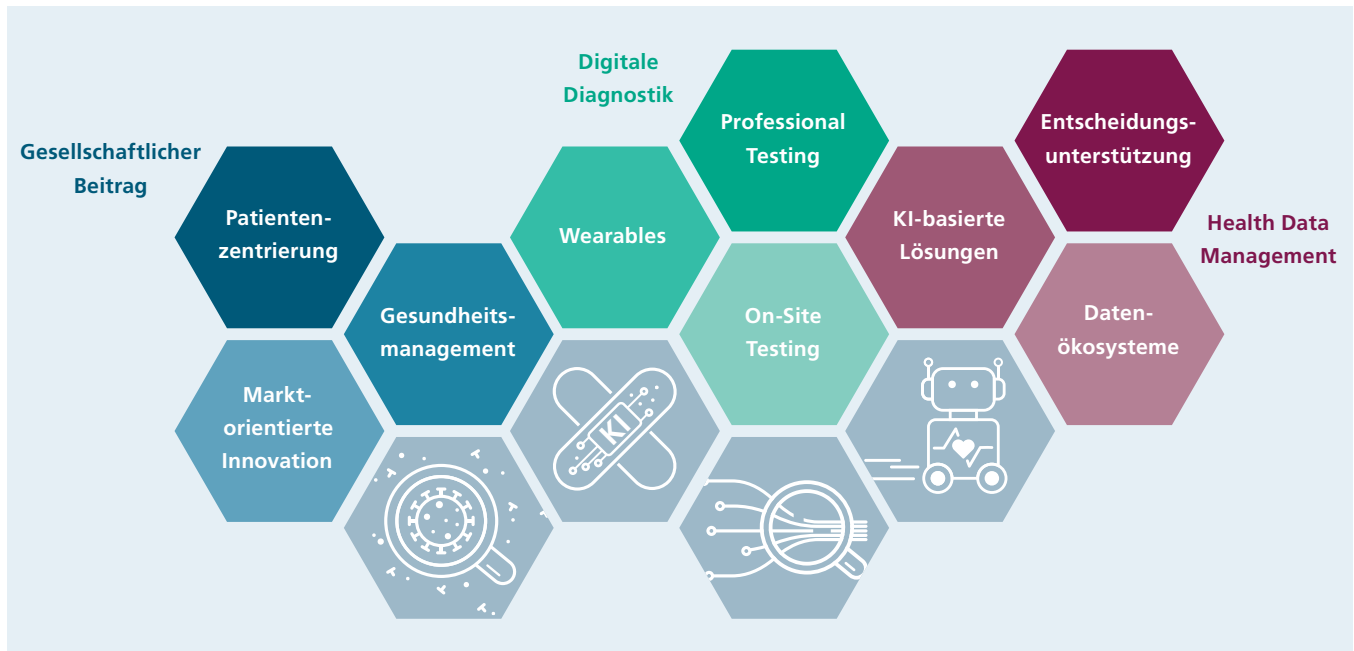 Gesellschaftlicher
Beitrag
Patienten-
zentrierung
Gesundheits-
management
Markt-
orientierte
Innovation
Digitale
Diagnostik
Professional
Testing
Wearables
On-Site
Testing
KI
Entscheidungs-
unterstützung
KI-basierte
Lösungen
Health Data
Management
Daten-
ökosysteme